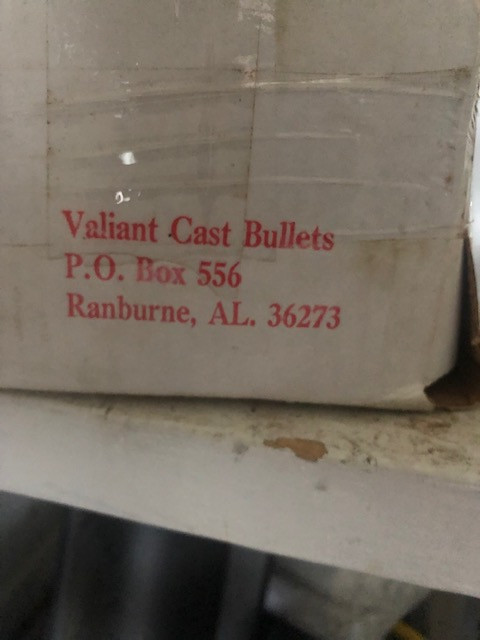 Valiant Cast Bullets
P.O. Box 556
Ranburne, AL. 36273